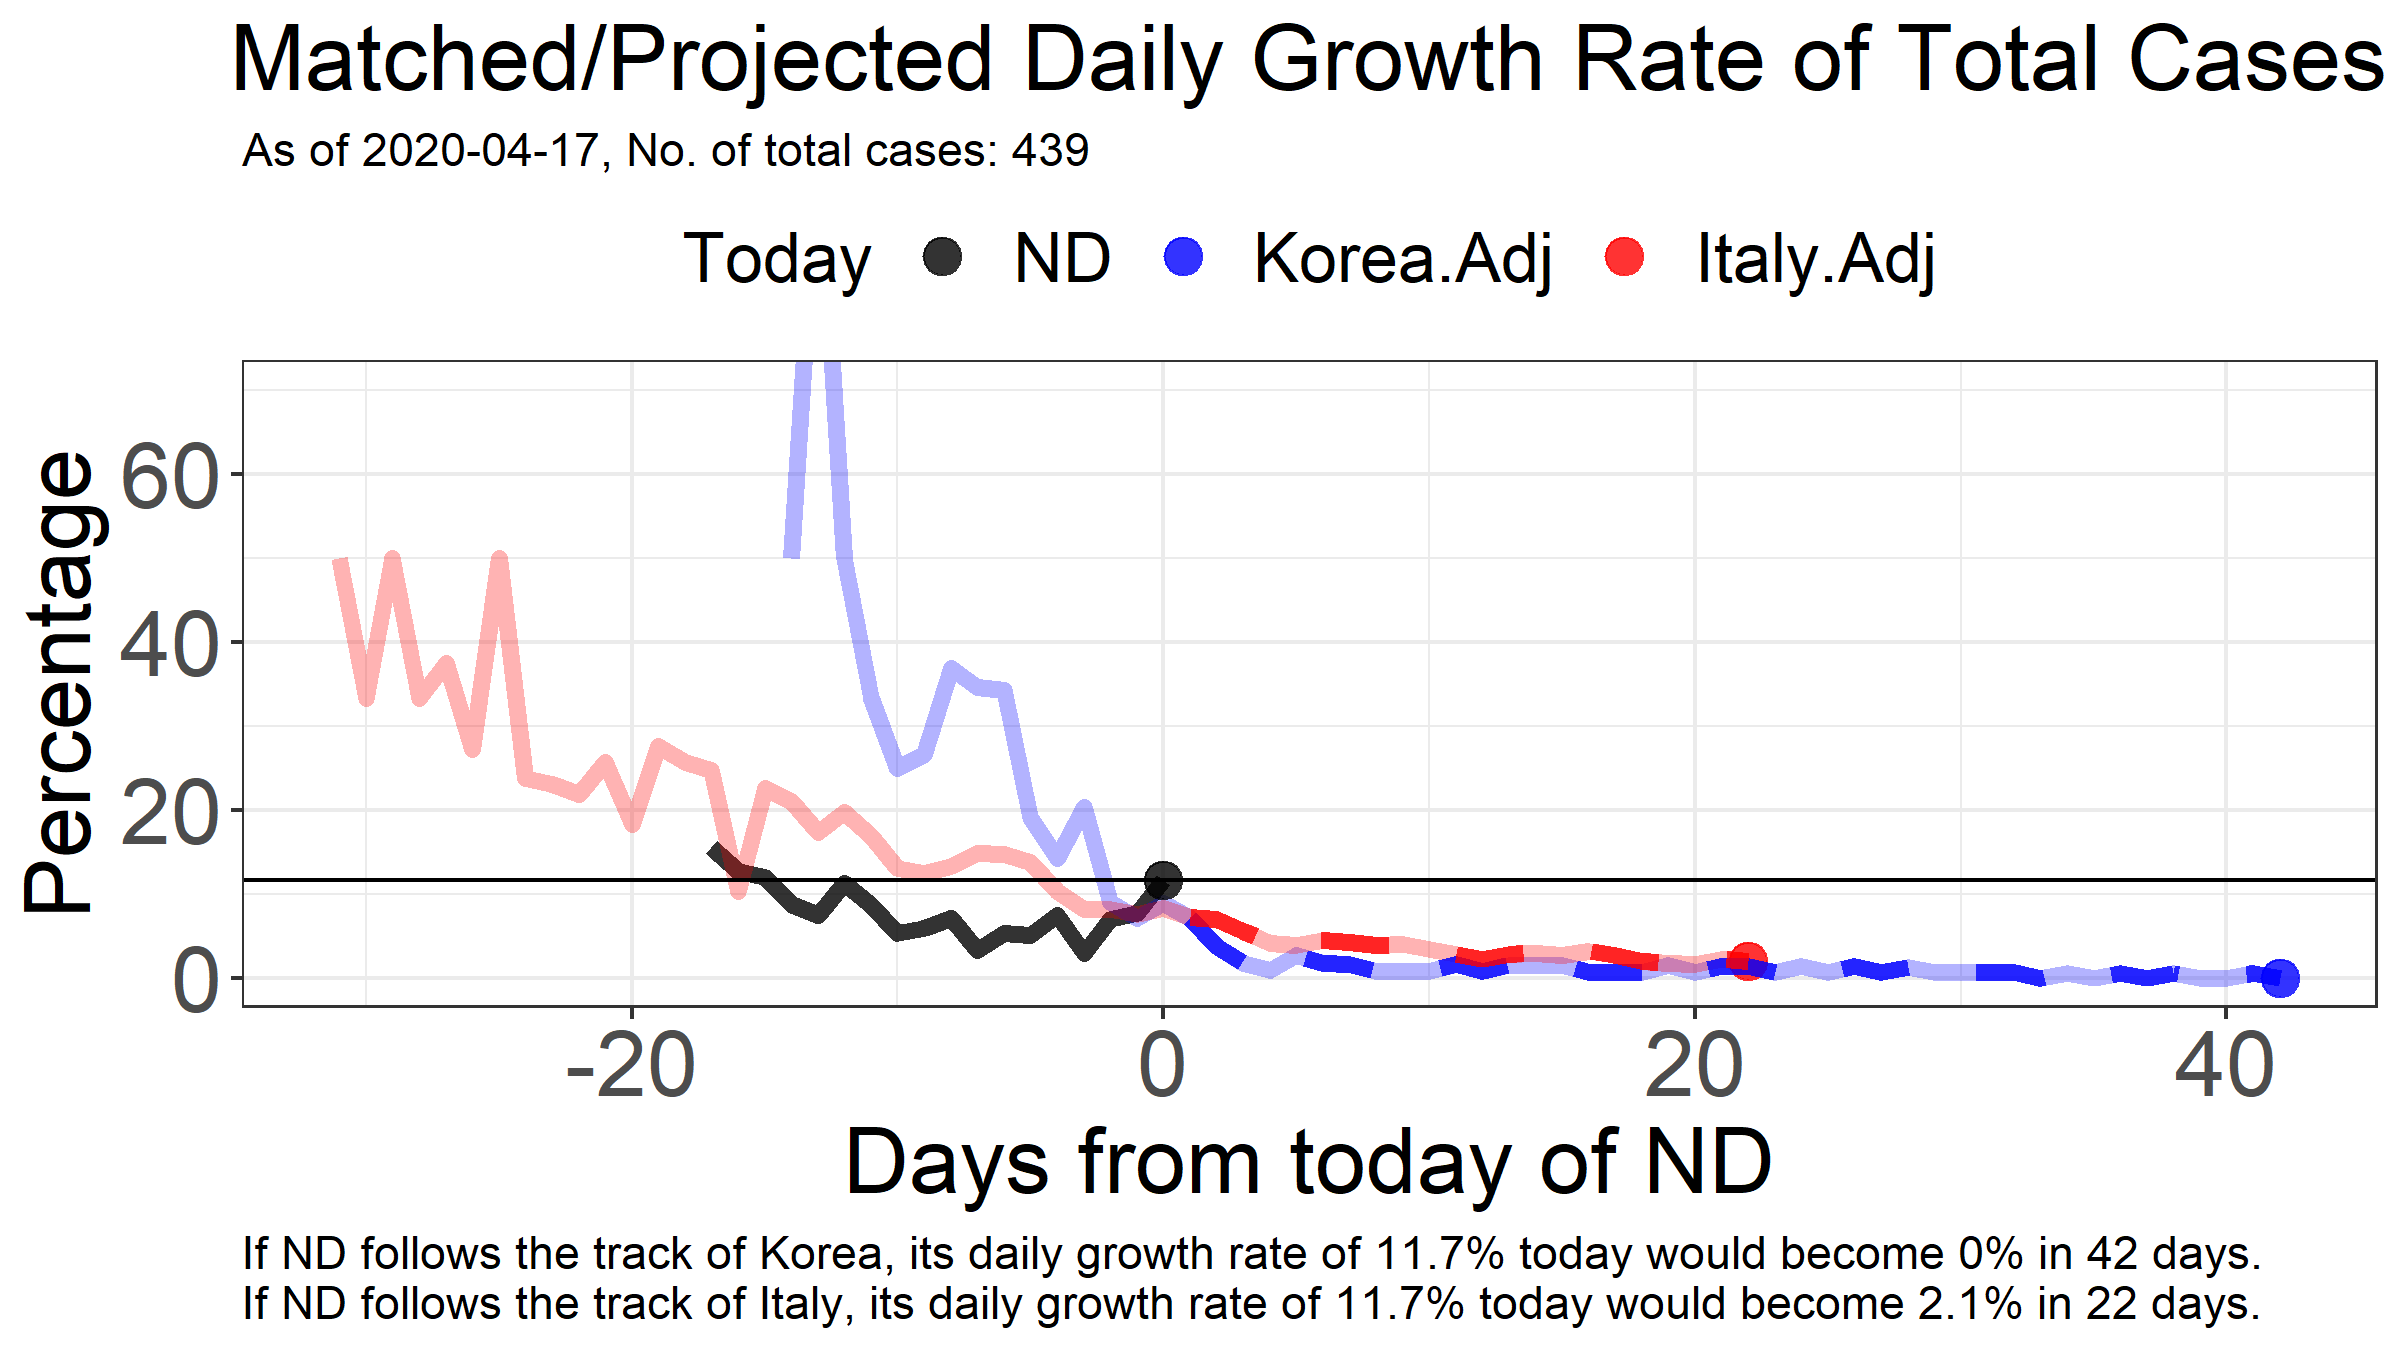 Matched/Projected Daily Growth Rate of Total Cases
As of 2020-04-17, No. of total cases: 439
Today ND Korea.Adj Italy.Adj
Percentage
60
40
20
0
-20 0 20 40
Days from today of ND
If ND follows the track of Korea, its daily growth rate of 11.7% today would become 0% in 42 days.
If ND follows the track of Italy, its daily growth rate of 11.7% today would become 2.1% in 22 days.